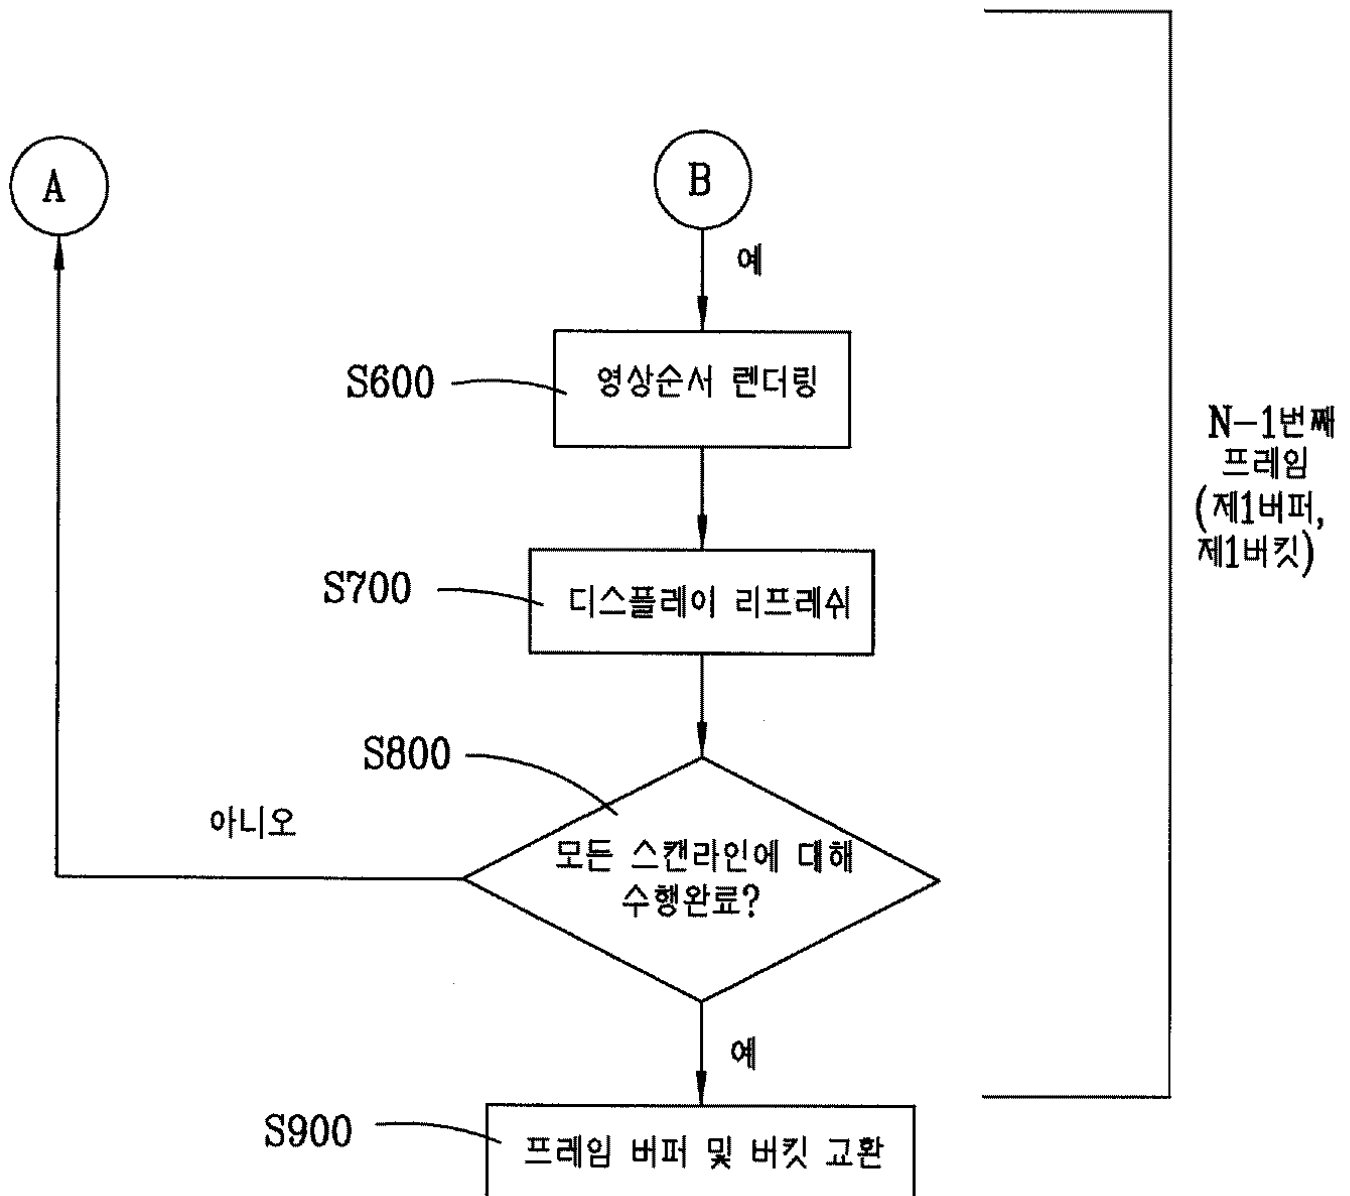 A
B
예
S600
영상순서 렌더링
N-1번째
프레임
(제1버퍼,
제1버킷)
S700
디스플레이 리프레쉬
S800
아니오
모든 스캔라인에 대해
수행완료?
예
S900
프레임 버퍼 및 버킷 교환